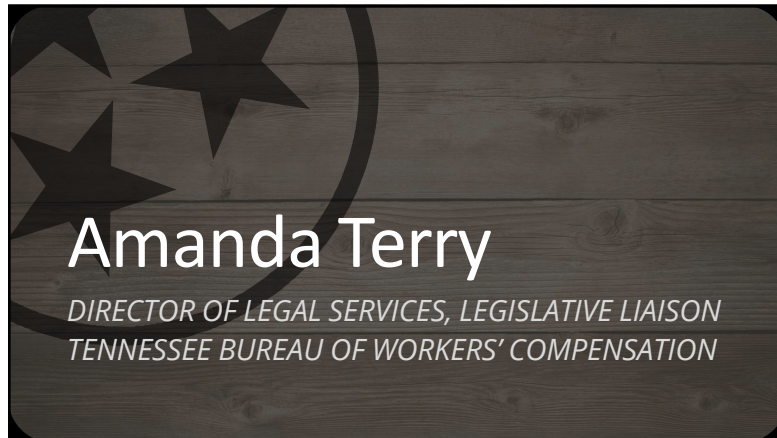 Amanda Terry
DIRECTOR OF LEGAL SERVICES, LEGISLATIVE LIAISON
TENNESSEE BUREAU OF WORKERS’ COMPENSATION